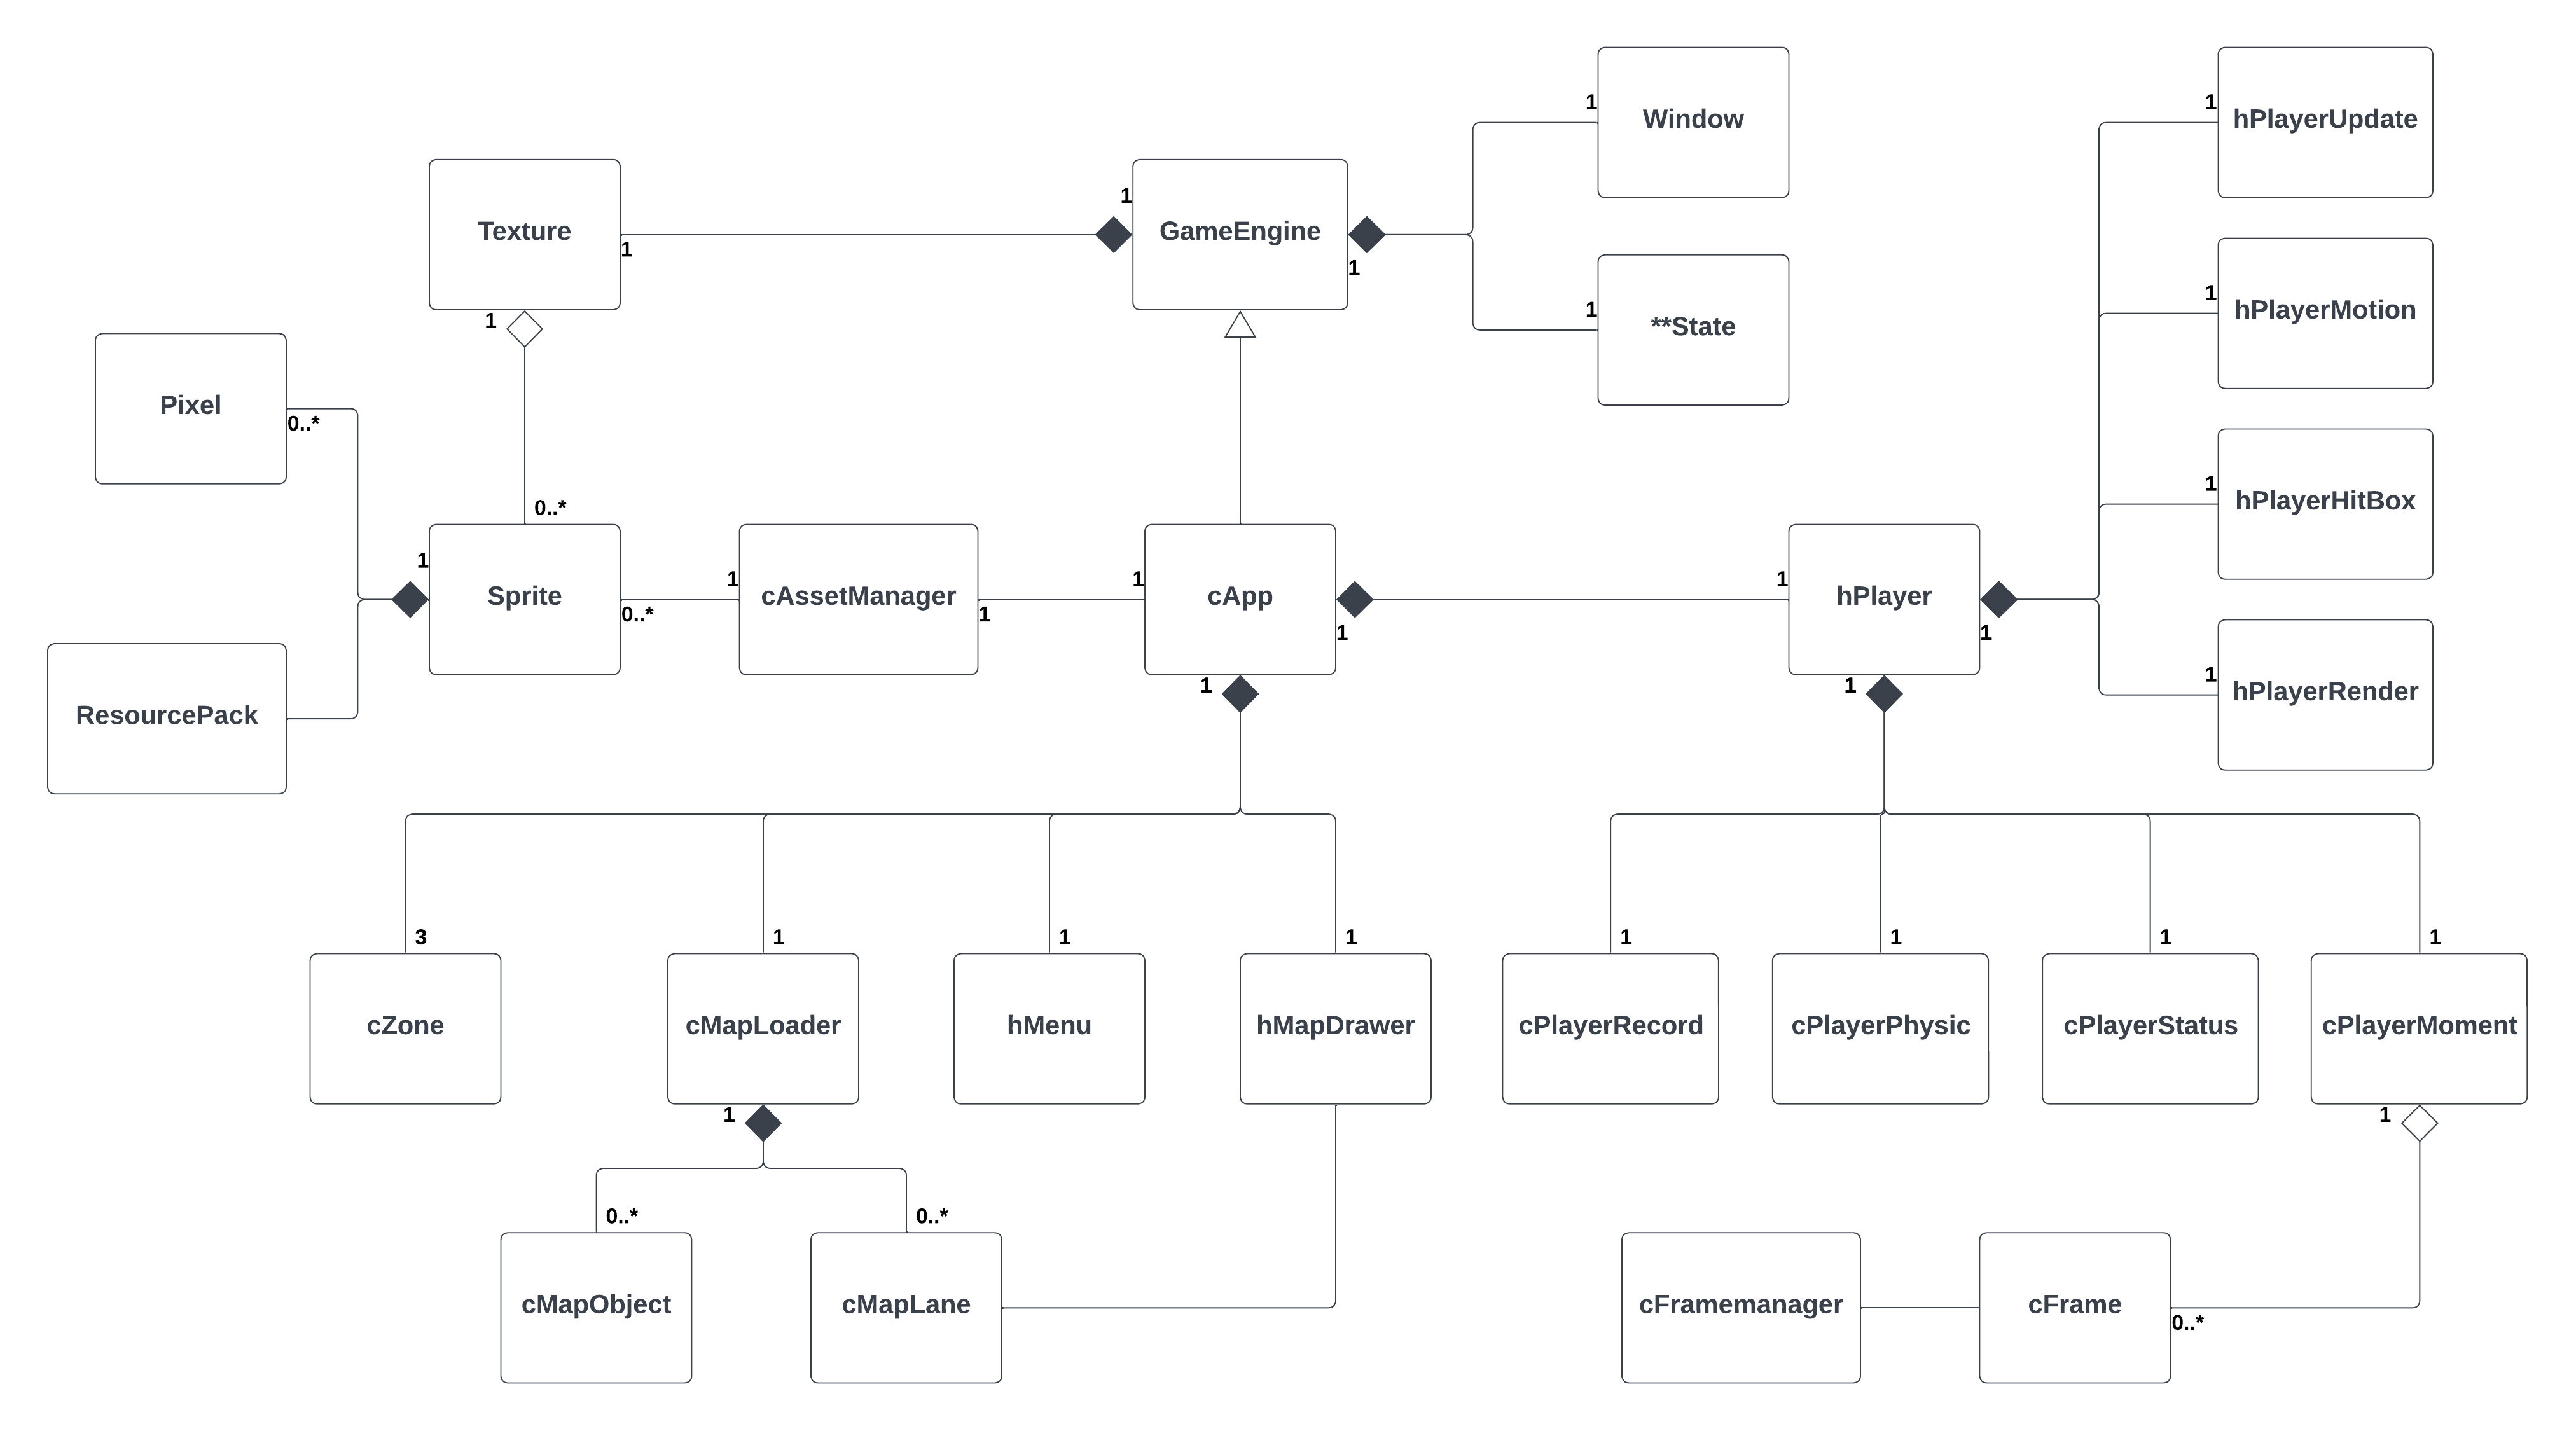 Window
1
hPlayerUpdate
1
Texture
1
GameEngine
1
1
1
**State
1
hPlayerMotion
1
Pixel
0..*
1
0..*
hPlayerHitBox
1
Sprite
1
0..*
cAssetManager
1
1
cApp
1
1
1
hPlayer
1
1
1
hPlayerRender
1
ResourcePack
3
1
1
1
1
1
1
1
cZone
cMapLoader
hMenu
hMapDrawer
cPlayerRecord
cPlayerPhysic
cPlayerStatus
cPlayerMoment
1
1
0..*
0..*
cMapObject
cMapLane
cFramemanager
cFrame
0..*